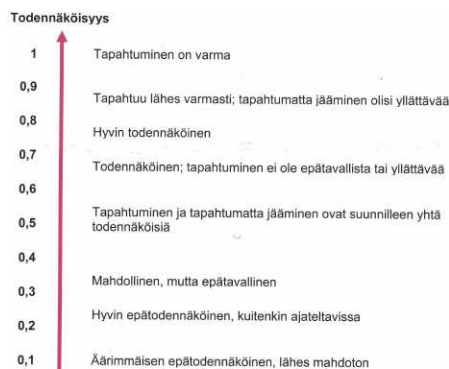 Todennäköisyys
1 Tapahtuminen on varma
0,9
Tapahtuu lähes varmasti; tapahtumatta jääminen olisi yllättävää
0,8
Hyvin todennäköinen
0,7
Todennäköinen; tapahtuminen ei ole epätavallista tai yllättävää
0,6
0,5 Tapahtuminen ja tapahtumatta jääminen ovat suunnilleen yhtä
todennäköisiä
0,4
Mahdollinen, mutta epätavallinen
0,3
Hyvin epätodennäköinen, kuitenkin ajateltavissa
0,2
0,1 Äärimmäisen epätodennäköinen, lähes mahdoton